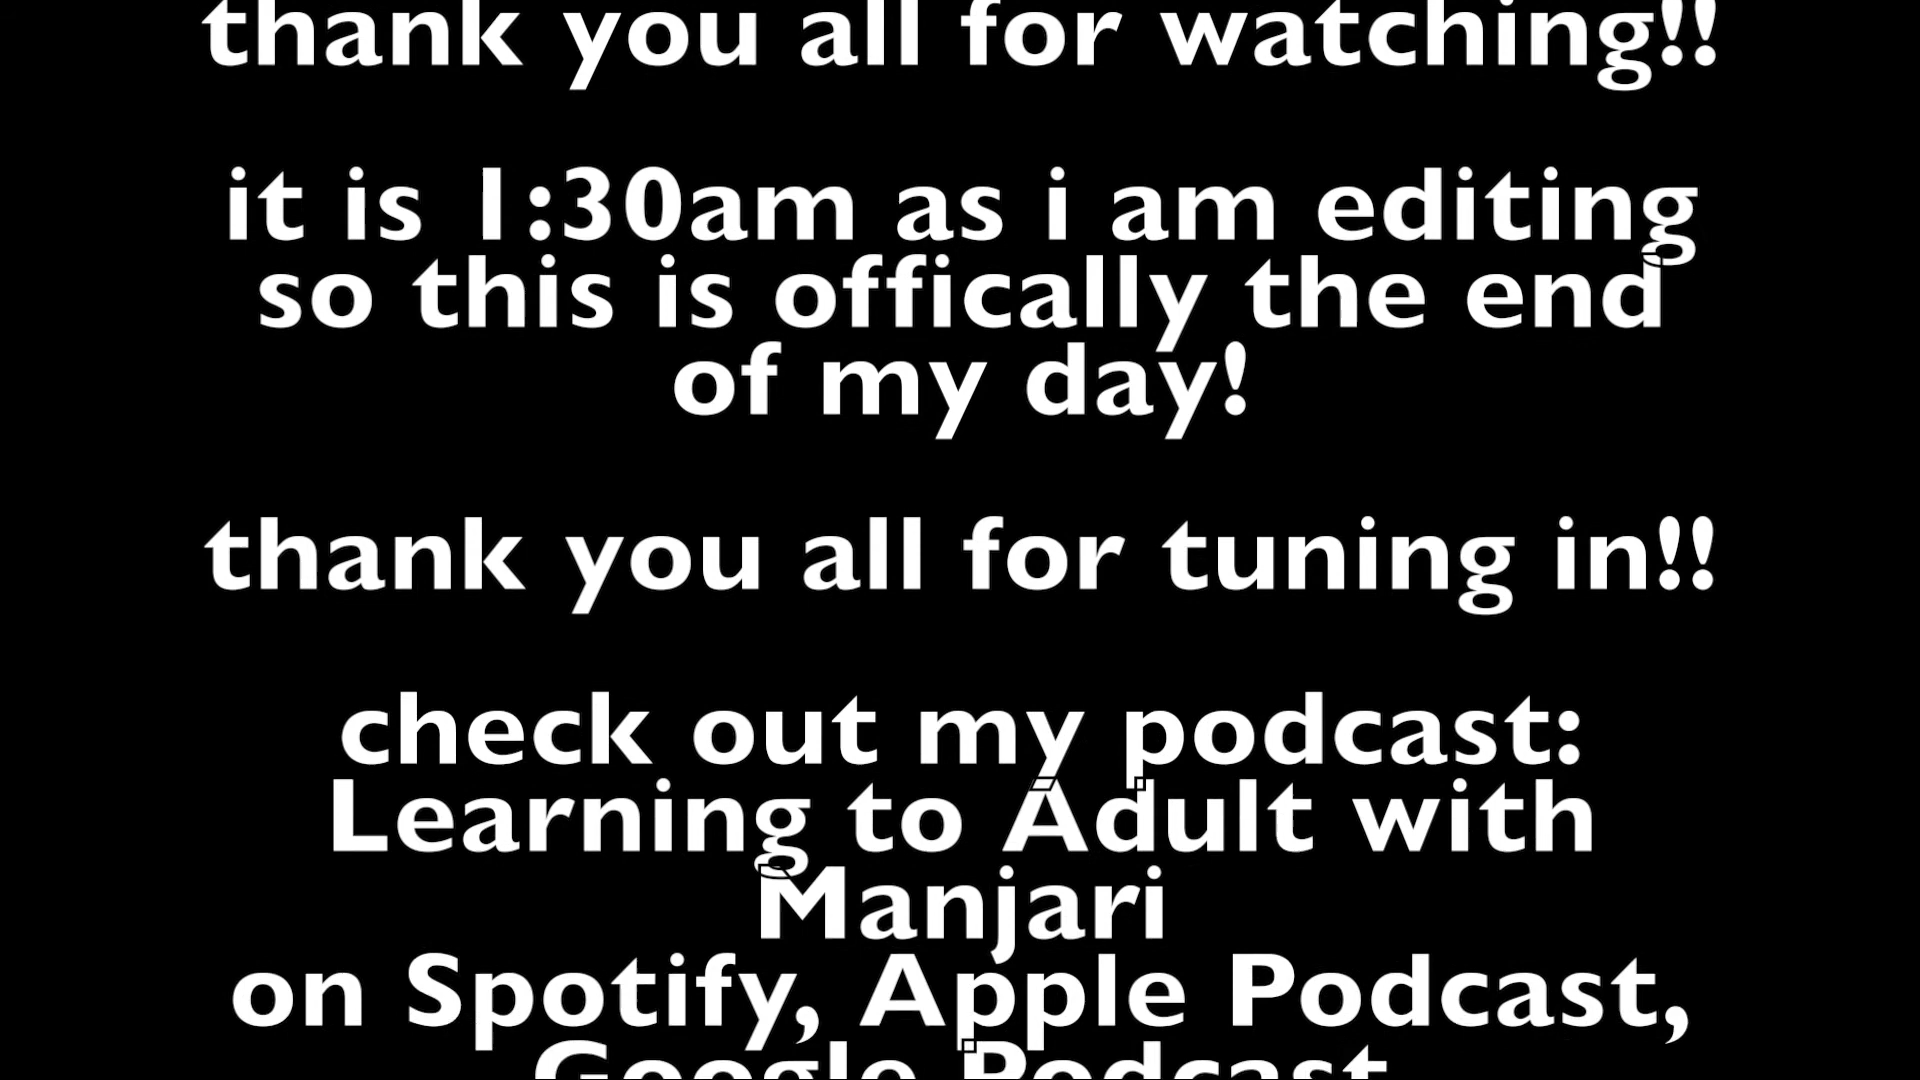 thank you all for watching!!
it is 1:30am as i am editing
so this is offically the end
of my day!
thank you all for tuning in!!
check out my podcast:
Learning to Adult with
Manjari
on Spotify, Apple Podcast,
Google Podcast